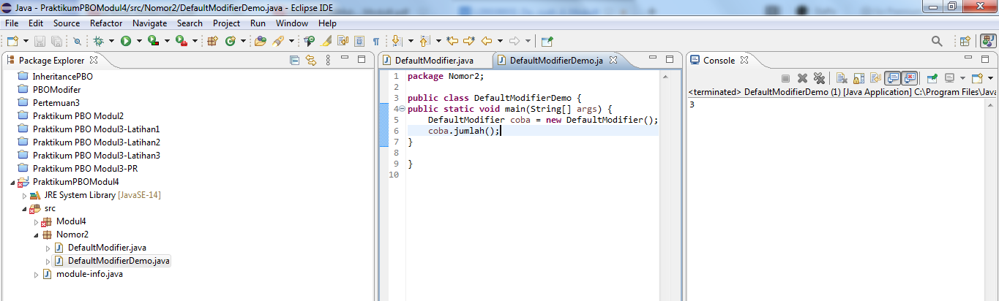 Java - PraktikumPBOModul4/src/Nomor2/DefaultModifierDemo.java - Eclipse IDE
File Edit Source Refactor Navigate Search Project Run Window Help
Package Explorer
InheritancePBO
PBOModifer
Pertemuan3
Praktikum PBO Modul2
Praktikum PBO Modul3-Latihan1
Praktikum PBO Modul3-Latihan2
Praktikum PBO Modul3-Latihan3
Praktikum PBO Modul3-PR
PraktikumPBOModul4
JRE System Library [JavaSE-14]
src
Modul4
Nomor2
DefaultModifier.java
DefaultModifierDemo.java
module-info.java
DefaultModifier.java DefaultModifierDemo.ja
1 package Nomor2;
2
3 public class DefaultModifierDemo {
4 public static void main(String[] args) {
5 DefaultModifier coba = new DefaultModifier();
6 coba.jumlah();
7 }
8
9 }
10
Console
<terminated> DefaultModifierDemo (1) [Java Application] C:\Program Files\Java
3